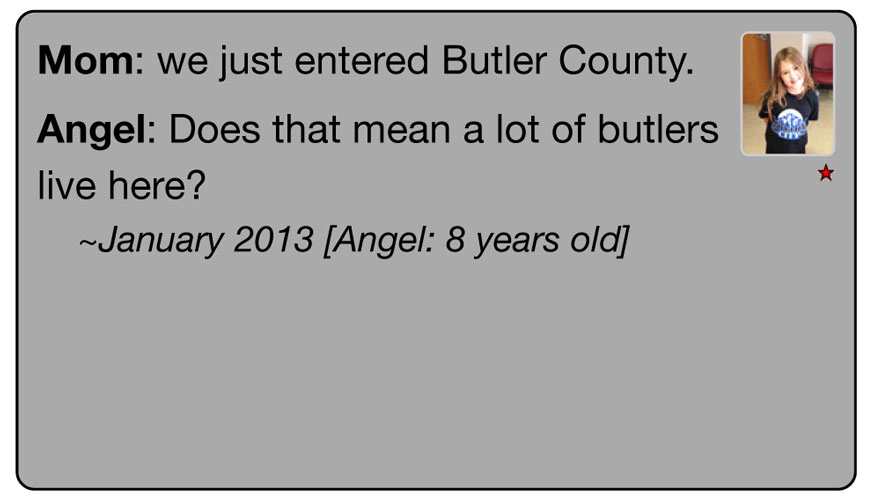 Mom: we just entered Butler County.
Angel: Does that mean a lot of butlers
live here?
~January 2013 [Angel: 8 years old]